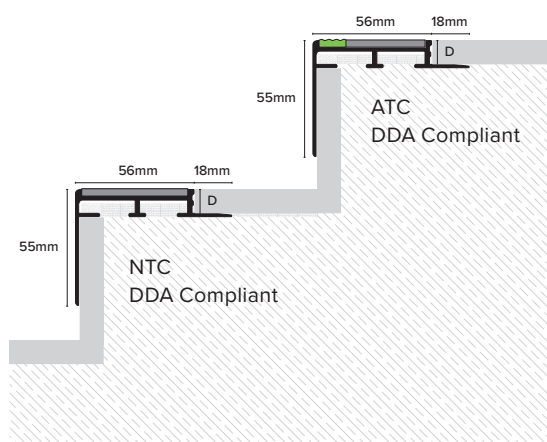 56mm
18mm
D
55mm
ATC
DDA Compliant
56mm
18mm
D
55mm
NTC
DDA Compliant